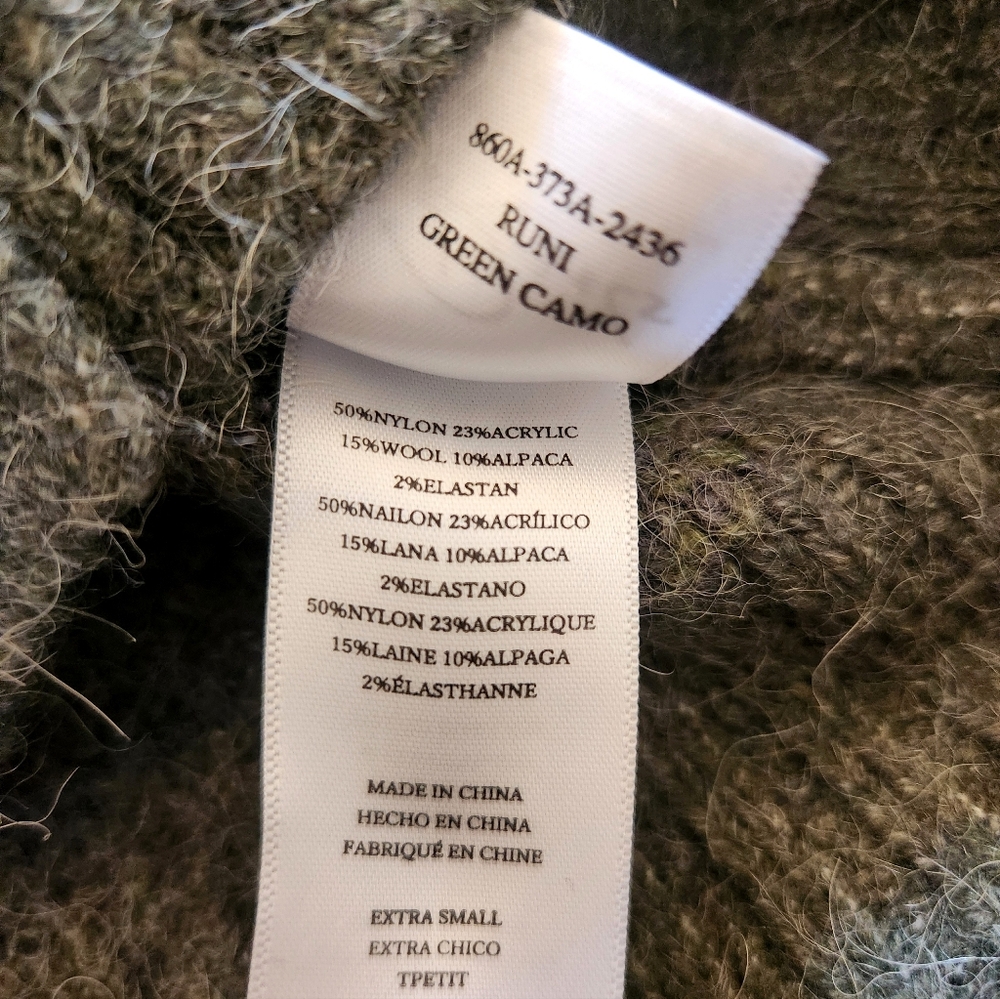 860A-373A-2436
RUNI
GREEN CAMO
50%NYLON 23%ACRYLIC
15%WOOL 10%ALPACA
2%ELASTAN
50%NAILON 23%ACRÍLICO
15%LANA 10%ALPACA
2%ELASTANO
50%NYLON 23%ACRYLIQUE
15%LAINE 10%ALPAGA
2%ÉLASTHANNE
MADE IN CHINA
HECHO EN CHINA
FABRIQUÉ EN CHINE
EXTRA SMALL
EXTRA CHICO
TPETIT